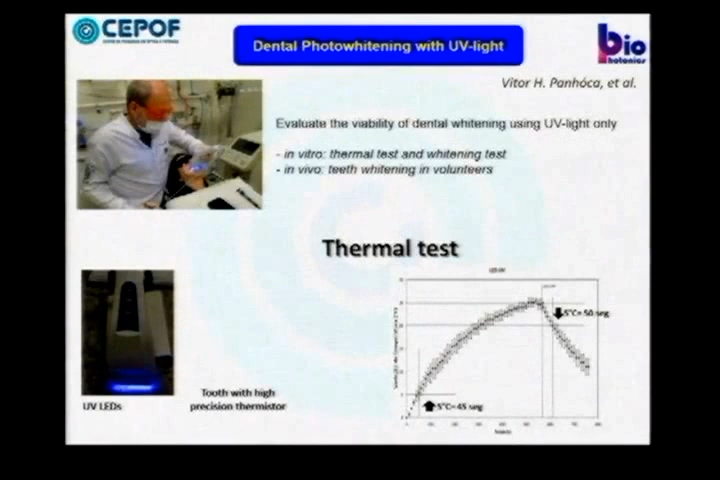 CEPOF
Dental Photowhitening with UV-light
bio
photonics
Vitor H. Panhóca, et al.
Evaluate the viability of dental whitening using UV-light only
- in vitro: thermal test and whitening test
- in vivo: teeth whitening in volunteers
Thermal test
5°C= 50 seg
5°C= 45 seg
UV LEDs
Tooth with high
precision thermistor